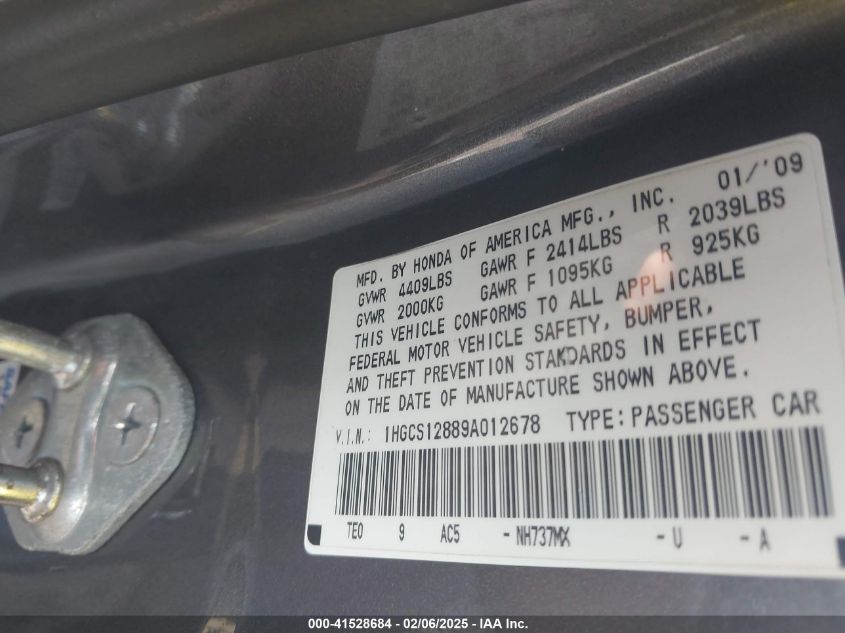 MFD. BY HONDA OF AMERICA MFG., INC. 01/'09
GVWR 4409LBS GAWR F 2414LBS R 2039LBS
GVWR 2000KG GAWR F 1095KG R 925KG
THIS VEHICLE CONFORMS TO ALL APPLICABLE
FEDERAL MOTOR VEHICLE SAFETY, BUMPER,
AND THEFT PREVENTION STANDARDS IN EFFECT
ON THE DATE OF MANUFACTURE SHOWN ABOVE.
V.I.N.: 1HGCS12889A012678 TYPE:PASSENGER CAR
TE0 9 AC5 - NH737MX - U - A
000-41528684 - 02/06/2025 - IAA Inc.